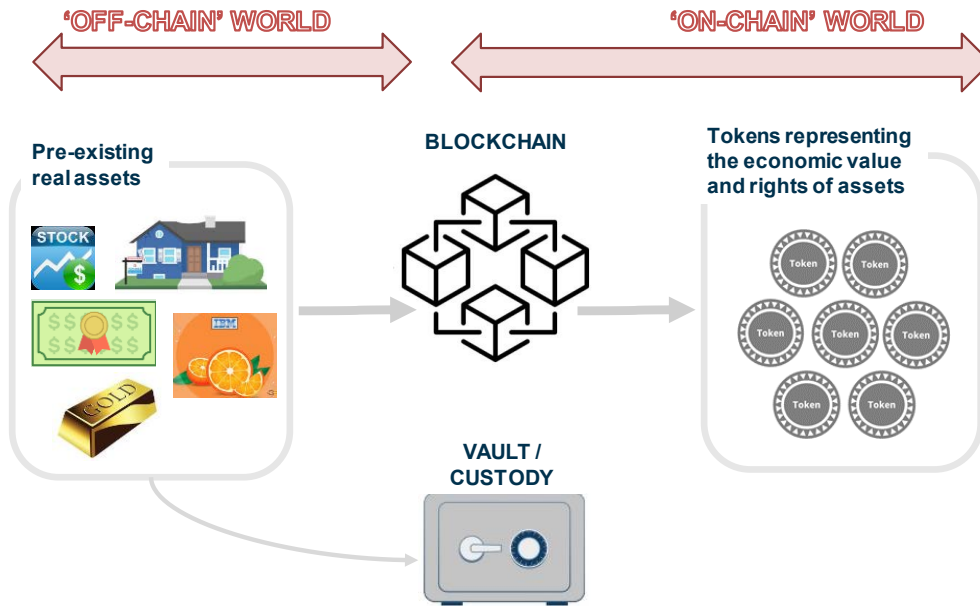 ‘OFF-CHAIN’ WORLD
‘ON-CHAIN’ WORLD
Pre-existing
real assets
BLOCKCHAIN
Tokens representing
the economic value
and rights of assets
STOCK
$
$$ $$
$$ $$
IBM
GOLD
Token
Token
Token
Token
Token
Token
Token
VAULT /
CUSTODY